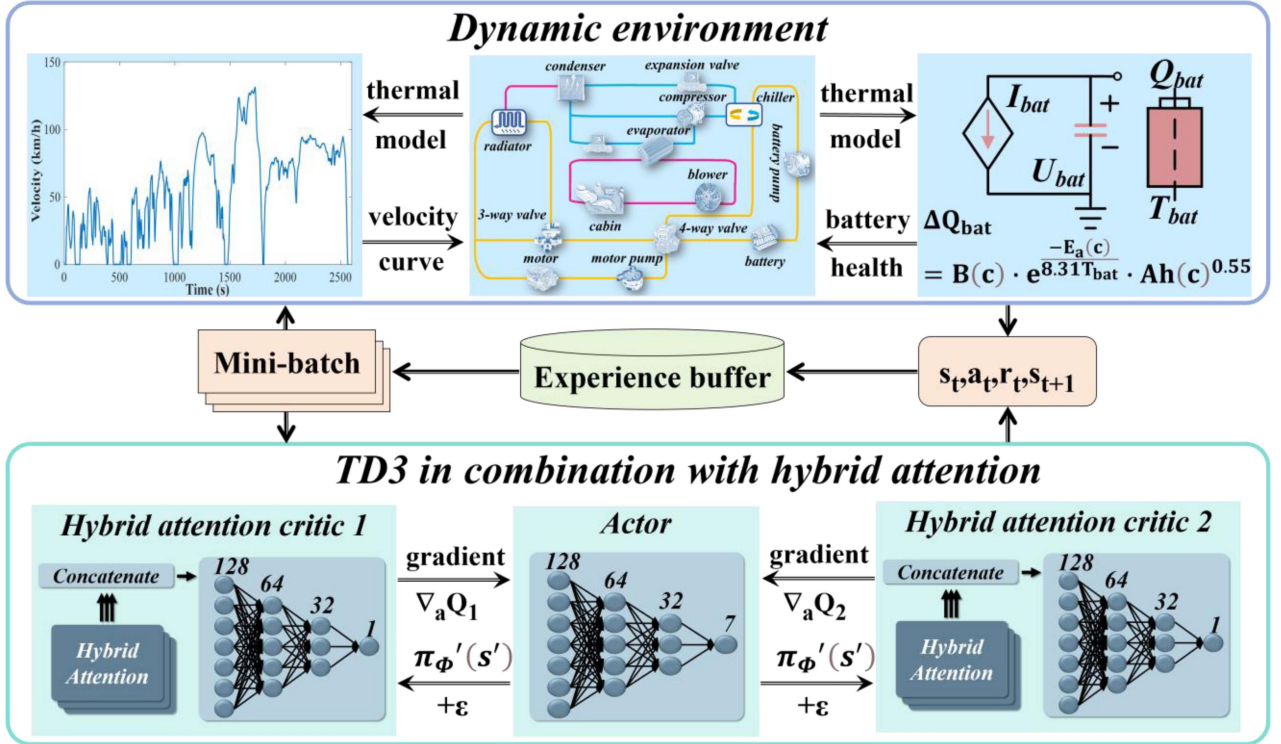 Dynamic environment
150
100
50
0
0
500
1000
1500
2000
2500
Velocity (km/h)
Time (s)
thermal
model
velocity
curve
condenser
expansion valve
compressor
chiller
radiator
evaporator
battery pump
blower
3-way valve
cabin
4-way valve
motor
motor pump
battery
thermal
model
battery
health
I_bat
+
−
U_bat
Q_bat
T_bat
ΔQ_bat
= B(c) · e^(−E_a(c)/8.31T_bat) · Ah(c)^0.55
Mini-batch
Experience buffer
s_t,a_t,r_t,s_{t+1}
TD3 in combination with hybrid attention
Hybrid attention critic 1
Concatenate
Hybrid
Attention
128
64
32
1
gradient
∇_aQ_1
π_Φ′(s′)
+ε
Actor
128
64
32
7
gradient
∇_aQ_2
π_Φ′(s′)
+ε
Hybrid attention critic 2
Concatenate
Hybrid
Attention
128
64
32
1